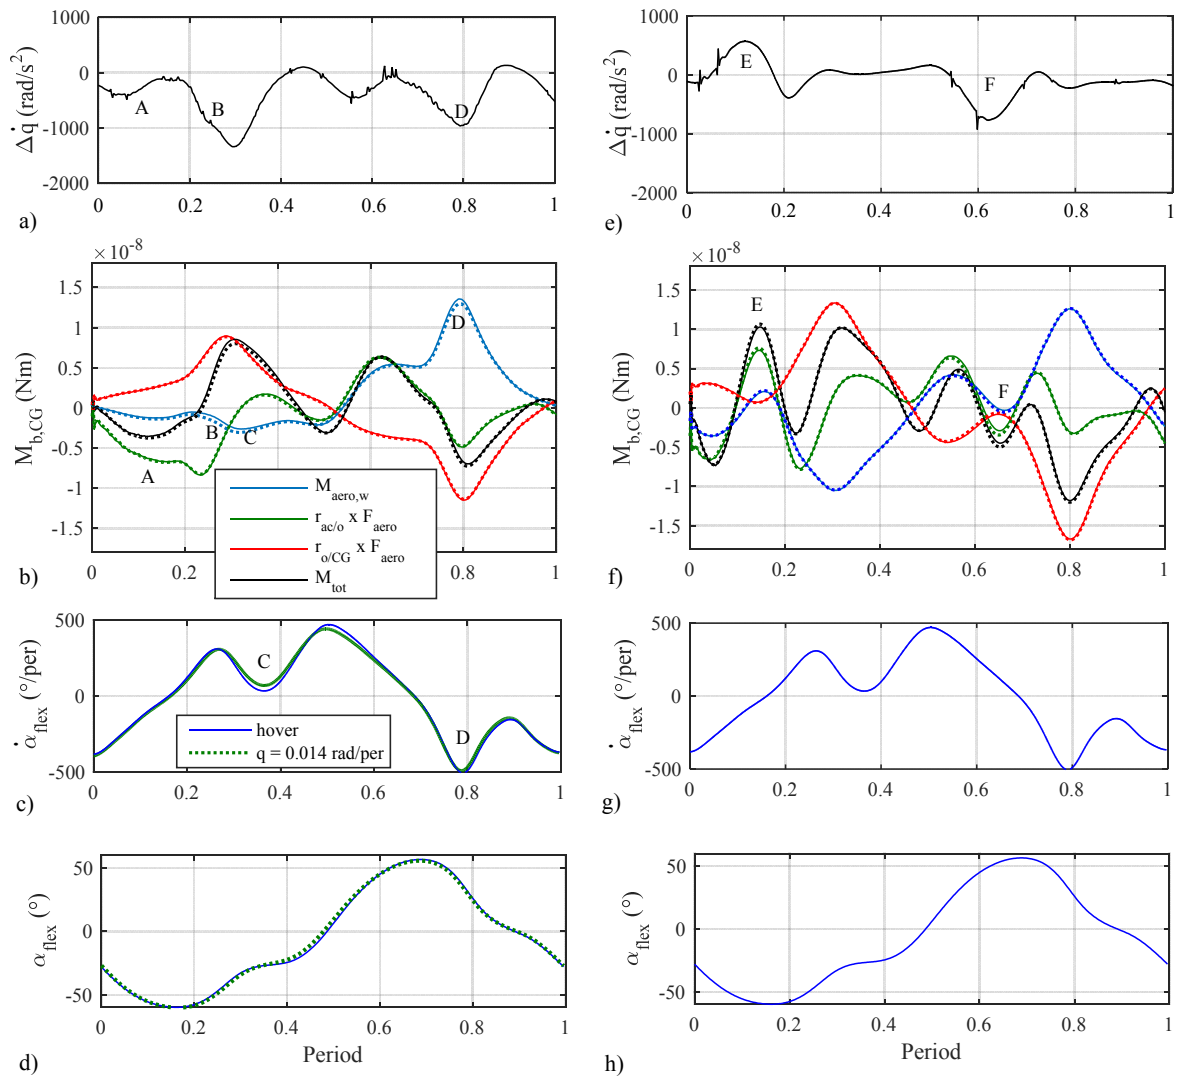 1000
0
-1000
-2000
Δq̇ (rad/s²)
A
B
D
0
0.2
0.4
0.6
0.8
1
a)
1000
0
-1000
-2000
Δq̇ (rad/s²)
E
F
0
0.2
0.4
0.6
0.8
1
e)
×10⁻⁸
1.5
1
0.5
0
-0.5
-1
-1.5
M_b,CG (Nm)
A
B
C
D
M_aero,w
r_ac/o x F_aero
r_o/CG x F_aero
M_tot
0
0.2
0.8
1
b)
×10⁻⁸
1.5
1
0.5
0
-0.5
-1
-1.5
M_b,CG (Nm)
E
F
0
0.2
0.4
0.6
0.8
1
f)
500
0
-500
α̇_flex (°/per)
C
D
hover
q = 0.014 rad/per
0
0.2
0.4
0.6
0.8
1
c)
500
0
-500
α̇_flex (°/per)
0
0.2
0.4
0.6
0.8
1
g)
50
0
-50
α_flex (°)
0
0.2
0.4
0.6
0.8
1
Period
d)
50
0
-50
α_flex (°)
0
0.2
0.4
0.6
0.8
1
Period
h)